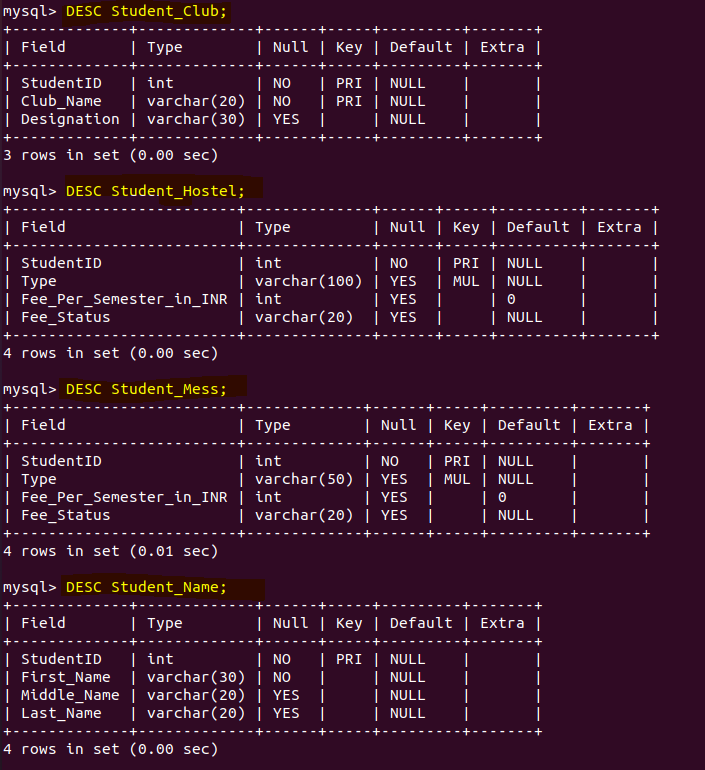 mysql> DESC Student_Club;
+-------------+-------------+------+-----+---------+-------+
| Field       | Type        | Null | Key | Default | Extra |
+-------------+-------------+------+-----+---------+-------+
| StudentID   | int         | NO   | PRI | NULL    |       |
| Club_Name   | varchar(20) | NO   | PRI | NULL    |       |
| Designation | varchar(30) | YES  |     | NULL    |       |
+-------------+-------------+------+-----+---------+-------+
3 rows in set (0.00 sec)
mysql> DESC Student_Hostel;
+-------------------------+--------------+------+-----+---------+-------+
| Field                   | Type         | Null | Key | Default | Extra |
+-------------------------+--------------+------+-----+---------+-------+
| StudentID               | int          | NO   | PRI | NULL    |       |
| Type                    | varchar(100) | YES  | MUL | NULL    |       |
| Fee_Per_Semester_in_INR | int          | YES  |     | 0       |       |
| Fee_Status              | varchar(20)  | YES  |     | NULL    |       |
+-------------------------+--------------+------+-----+---------+-------+
4 rows in set (0.00 sec)
mysql> DESC Student_Mess;
+-------------------------+-------------+------+-----+---------+-------+
| Field                   | Type        | Null | Key | Default | Extra |
+-------------------------+-------------+------+-----+---------+-------+
| StudentID               | int         | NO   | PRI | NULL    |       |
| Type                    | varchar(50) | YES  | MUL | NULL    |       |
| Fee_Per_Semester_in_INR | int         | YES  |     | 0       |       |
| Fee_Status              | varchar(20) | YES  |     | NULL    |       |
+-------------------------+-------------+------+-----+---------+-------+
4 rows in set (0.01 sec)
mysql> DESC Student_Name;
+-------------+-------------+------+-----+---------+-------+
| Field       | Type        | Null | Key | Default | Extra |
+-------------+-------------+------+-----+---------+-------+
| StudentID   | int         | NO   | PRI | NULL    |       |
| First_Name  | varchar(30) | NO   |     | NULL    |       |
| Middle_Name | varchar(20) | YES  |     | NULL    |       |
| Last_Name   | varchar(20) | YES  |     | NULL    |       |
+-------------+-------------+------+-----+---------+-------+
4 rows in set (0.00 sec)